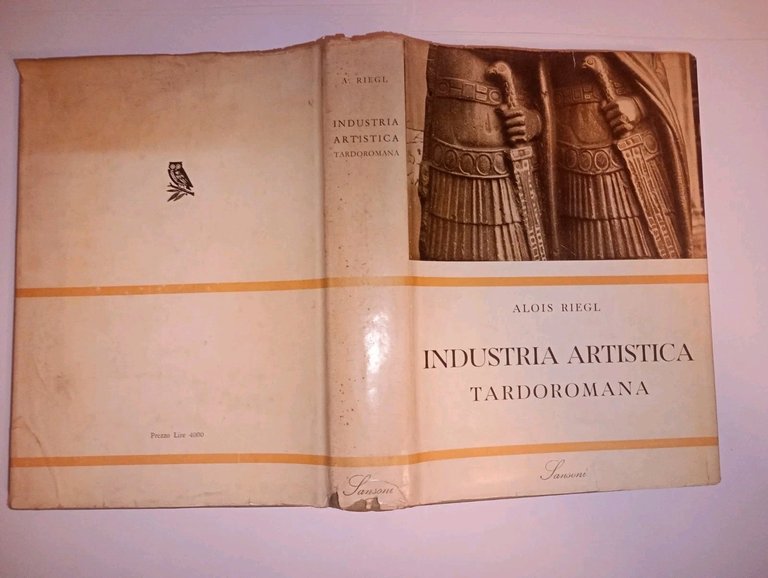 Prezzo Lire 4000
A. RIEGL
INDUSTRIA
ARTISTICA
TARDOROMANA
Sansoni
ALOIS RIEGL
INDUSTRIA ARTISTICA
TARDOROMANA
Sansoni